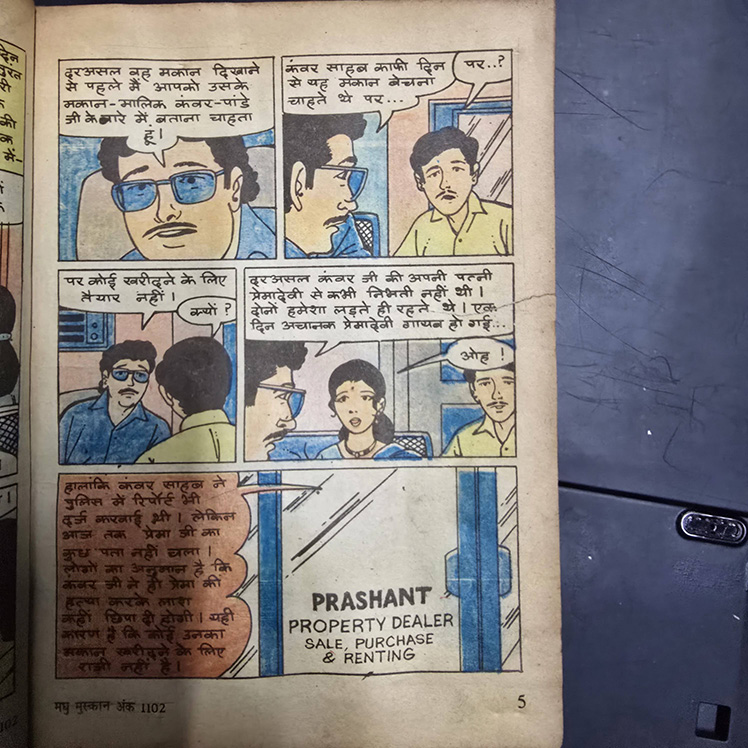 दरअसल वह मकान दिखाने
से पहले मैं आपको उसके
मकान-मालिक कंवर-पांडे
जी के बारे में बताना चाहता
हूं।
कंवर साहब काफी दिन
से यह मकान बेचना
चाहते थे पर...
पर..?
पर कोई खरीदने के लिए
तैयार नहीं।
क्यों ?
दरअसल कंवर जी की अपनी पत्नी
प्रेमादेवी से कभी निभती नहीं थी।
दोनों हमेशा लड़ते ही रहते थे। एक
दिन अचानक प्रेमादेवी गायब हो गई...
ओह !
हालांकि कंवर साहब ने
पुलिस में रिपोर्ट भी
दर्ज करवाई थी। लेकिन
आज तक प्रेमा जी का
कुछ पता नहीं चला।
लोगों का अनुमान है कि
कंवर जी ने ही प्रेमा की
हत्या करके लाश
कहीं छिपा दी होगी। यही
कारण है कि कोई उनका
मकान खरीदने के लिए
राजी नहीं है।
PRASHANT
PROPERTY DEALER
SALE, PURCHASE
& RENTING
मधु मुस्कान अंक 1102
5